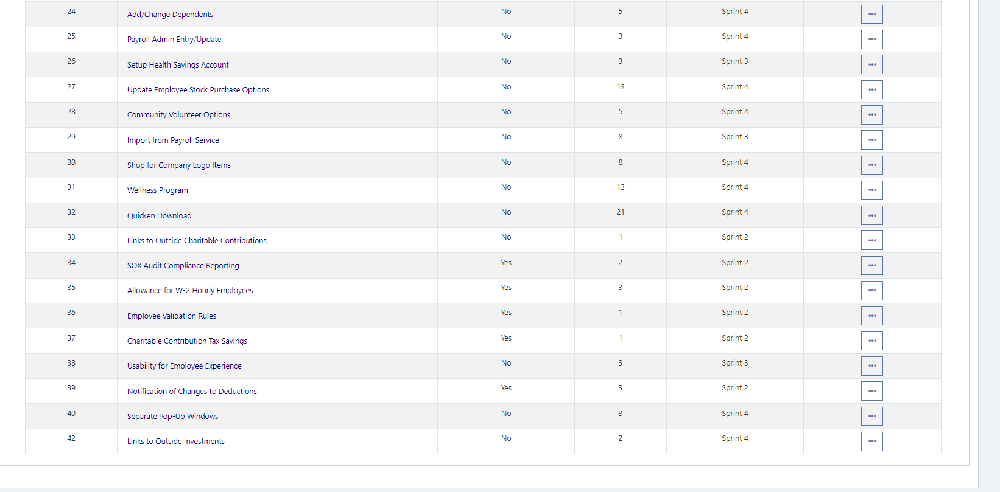 24 Add/Change Dependents No 5 Sprint 4 •••
25 Payroll Admin Entry/Update No 3 Sprint 4 •••
26 Setup Health Savings Account No 3 Sprint 3 •••
27 Update Employee Stock Purchase Options No 13 Sprint 4 •••
28 Community Volunteer Options No 5 Sprint 4 •••
29 Import from Payroll Service No 8 Sprint 3 •••
30 Shop for Company Logo Items No 8 Sprint 4 •••
31 Wellness Program No 13 Sprint 4 •••
32 Quicken Download No 21 Sprint 4 •••
33 Links to Outside Charitable Contributions No 1 Sprint 2 •••
34 SOX Audit Compliance Reporting Yes 2 Sprint 2 •••
35 Allowance for W-2 Hourly Employees Yes 3 Sprint 2 •••
36 Employee Validation Rules Yes 1 Sprint 2 •••
37 Charitable Contribution Tax Savings Yes 1 Sprint 2 •••
38 Usability for Employee Experience No 3 Sprint 3 •••
39 Notification of Changes to Deductions Yes 3 Sprint 2 •••
40 Separate Pop-Up Windows No 3 Sprint 4 •••
42 Links to Outside Investments No 2 Sprint 4 •••